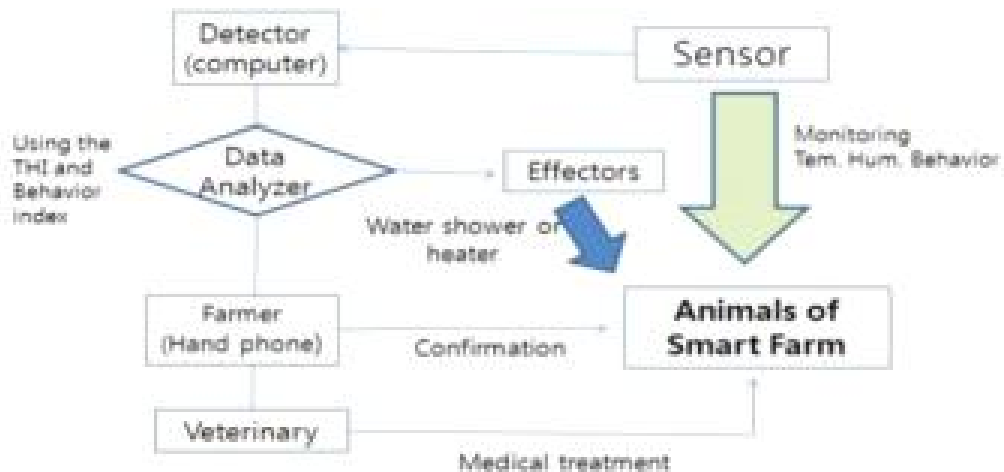 Detector
(computer)
Sensor
Using the
THI and
Behavior
index
Data
Analyzer
Effectors
Monitoring
Tem. Hum. Behavior
Water shower or
heater
Farmer
(Hand phone)
Confirmation
Animals of
Smart Farm
Veterinary
Medical treatment